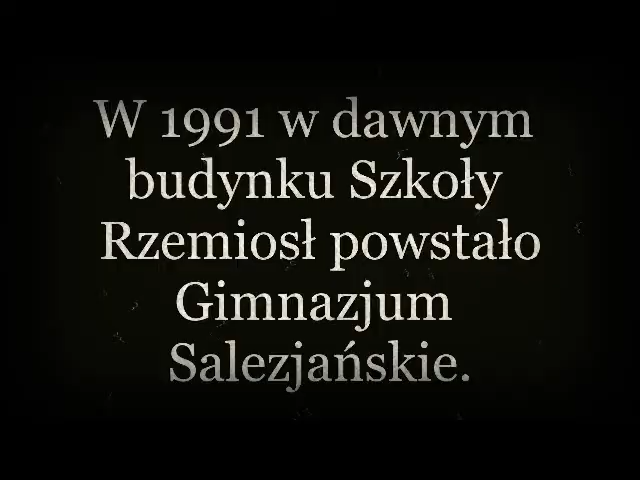 W 1991 w dawnym
budynku Szkoły
Rzemiosł powstało
Gimnazjum
Salezjańskie.